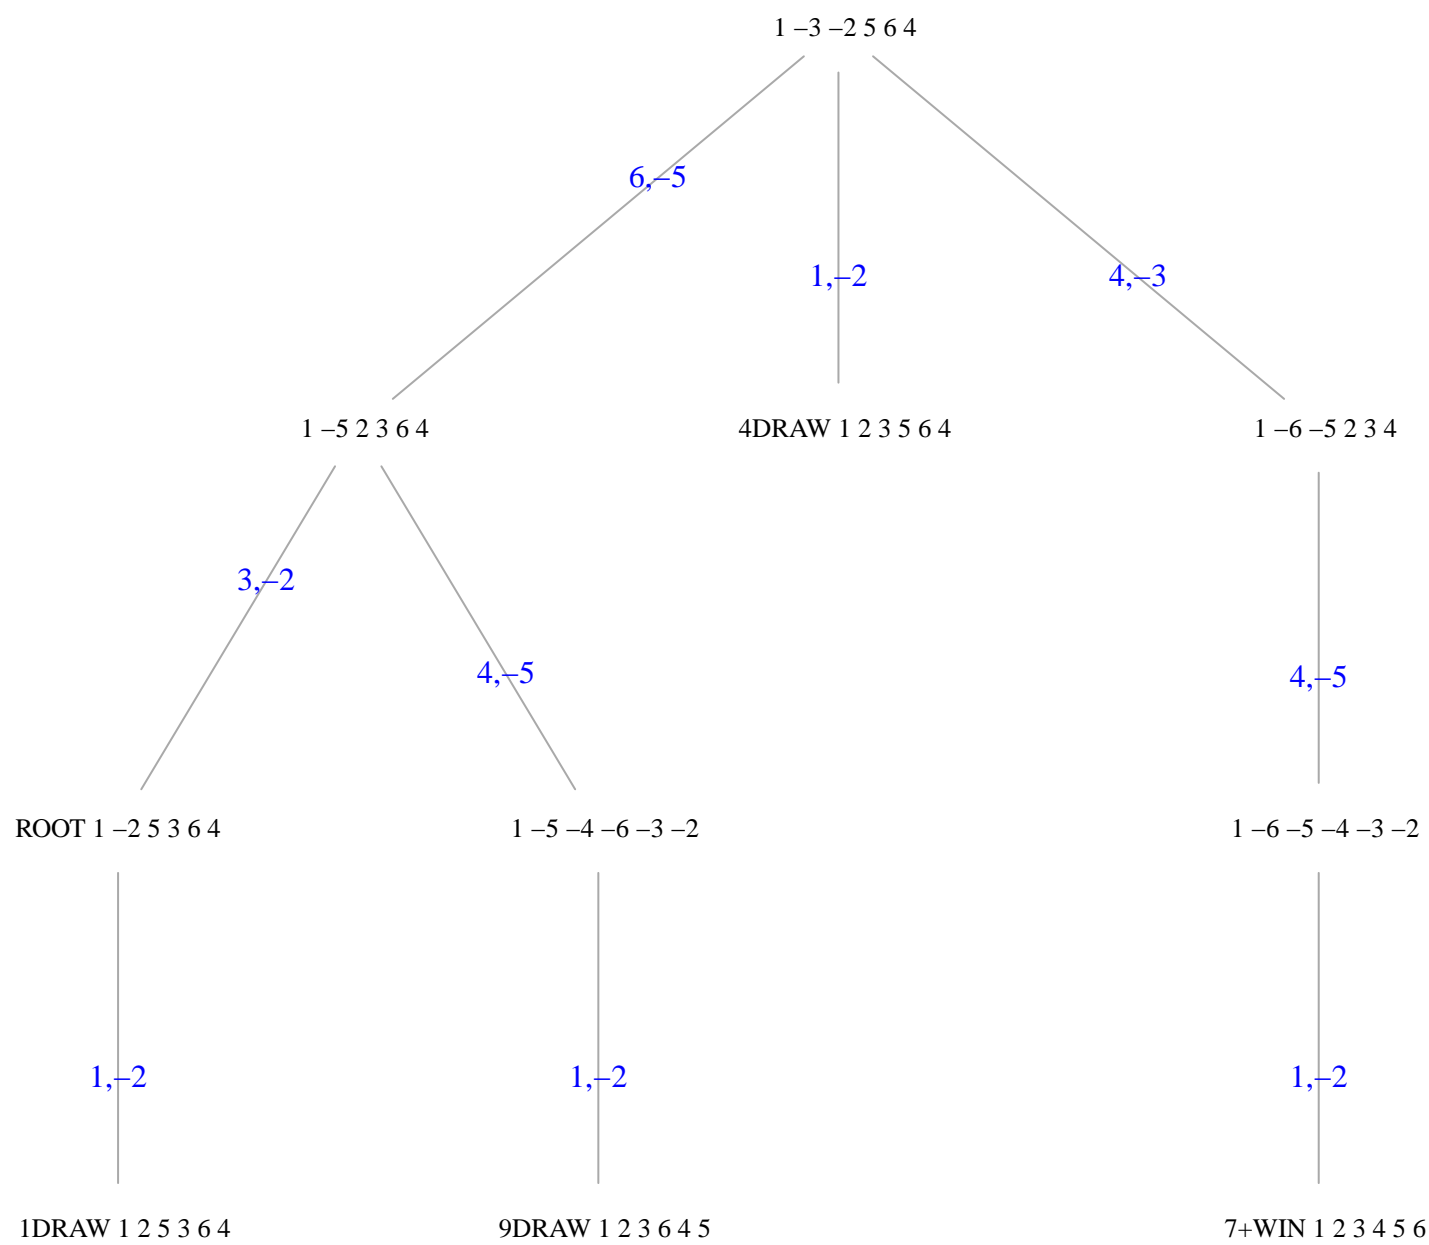 1 –3 –2 5 6 4
6,–5
1,–2
4,–3
1 –5 2 3 6 4
4DRAW 1 2 3 5 6 4
1 –6 –5 2 3 4
3,–2
4,–5
4,–5
ROOT 1 –2 5 3 6 4
1 –5 –4 –6 –3 –2
1 –6 –5 –4 –3 –2
1,–2
1,–2
1,–2
1DRAW 1 2 5 3 6 4
9DRAW 1 2 3 6 4 5
7+WIN 1 2 3 4 5 6